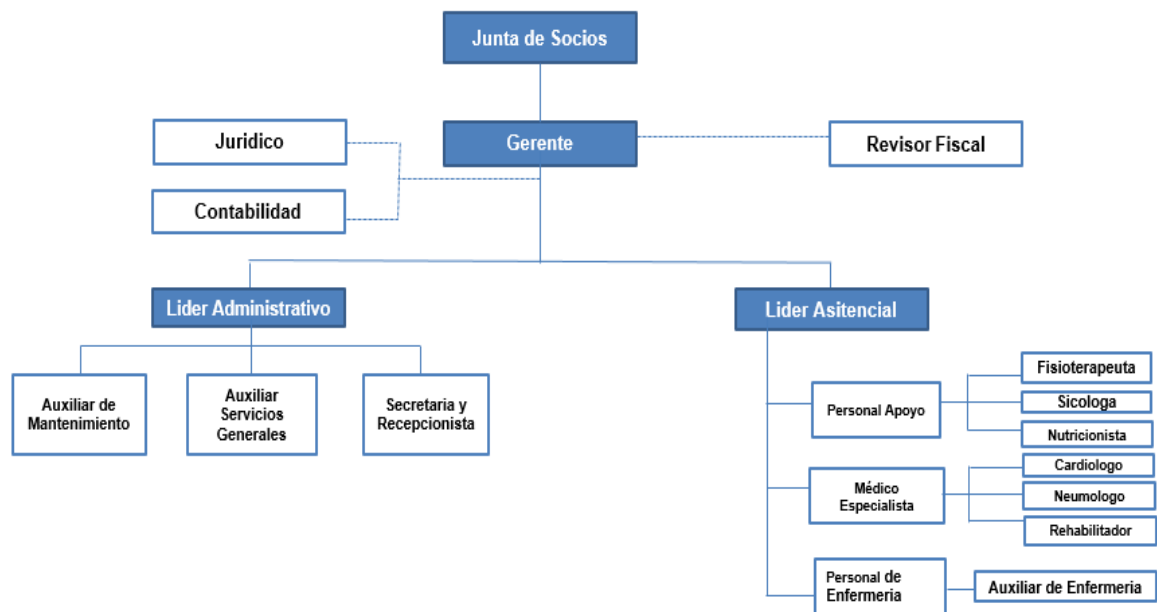 Junta de Socios
Juridico
Gerente
Revisor Fiscal
Contabilidad
Lider Administrativo
Lider Asitencial
Auxiliar de
Mantenimiento
Auxiliar
Servicios
Generales
Secretaria y
Recepcionista
Personal Apoyo
Fisioterapeuta
Sicologa
Nutricionista
Médico
Especialista
Cardiologo
Neumologo
Rehabilitador
Personal de
Enfermeria
Auxiliar de Enfermeria